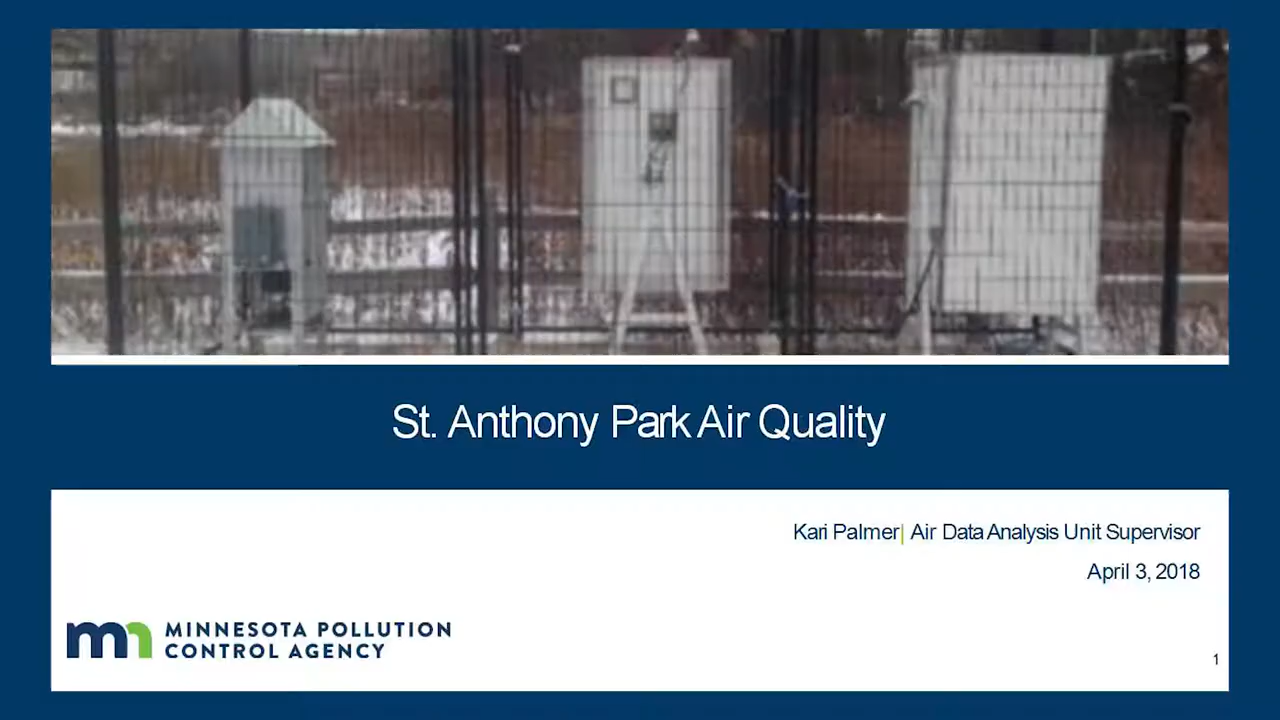 St. Anthony Park Air Quality
Kari Palmer| Air Data Analysis Unit Supervisor
April 3, 2018
mn MINNESOTA POLLUTION
CONTROL AGENCY
1